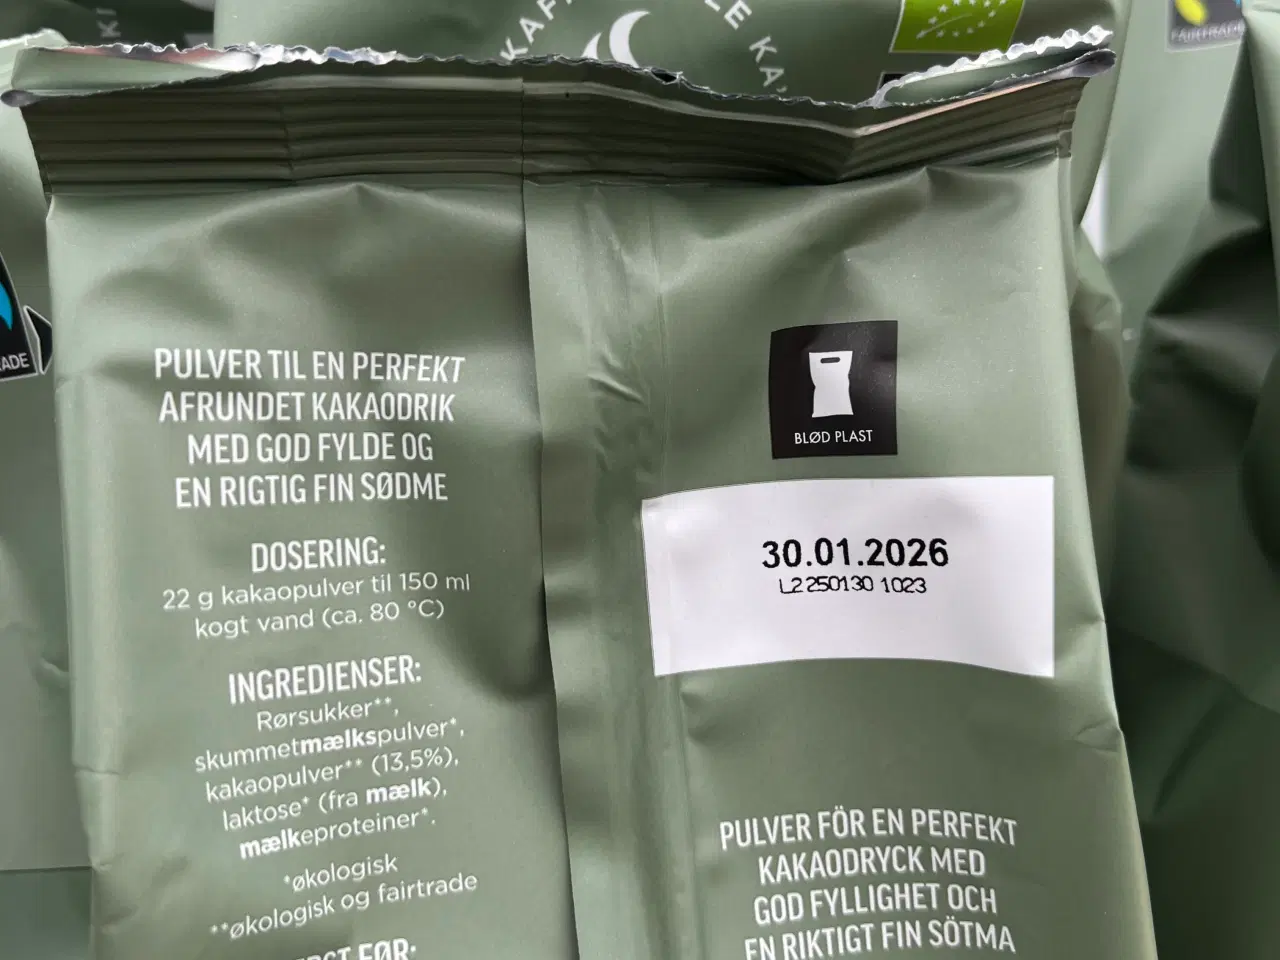 FAIRTRADE
PULVER TIL EN PERFEKT
AFRUNDET KAKAODRIK
MED GOD FYLDE OG
EN RIGTIG FIN SØDME
DOSERING:
22 g kakaopulver til 150 ml
kogt vand (ca. 80 °C)
INGREDIENSER:
Rørsukker**,
skummetmælkspulver*,
kakaopulver** (13,5%),
laktose* (fra mælk),
mælkeproteiner*.
*økologisk
**økologisk og fairtrade
BLØD PLAST
30.01.2026
L2 250130 1023
PULVER FÖR EN PERFEKT
KAKAODRYCK MED
GOD FYLLIGHET OCH
EN RIKTIGT FIN SÖTMA